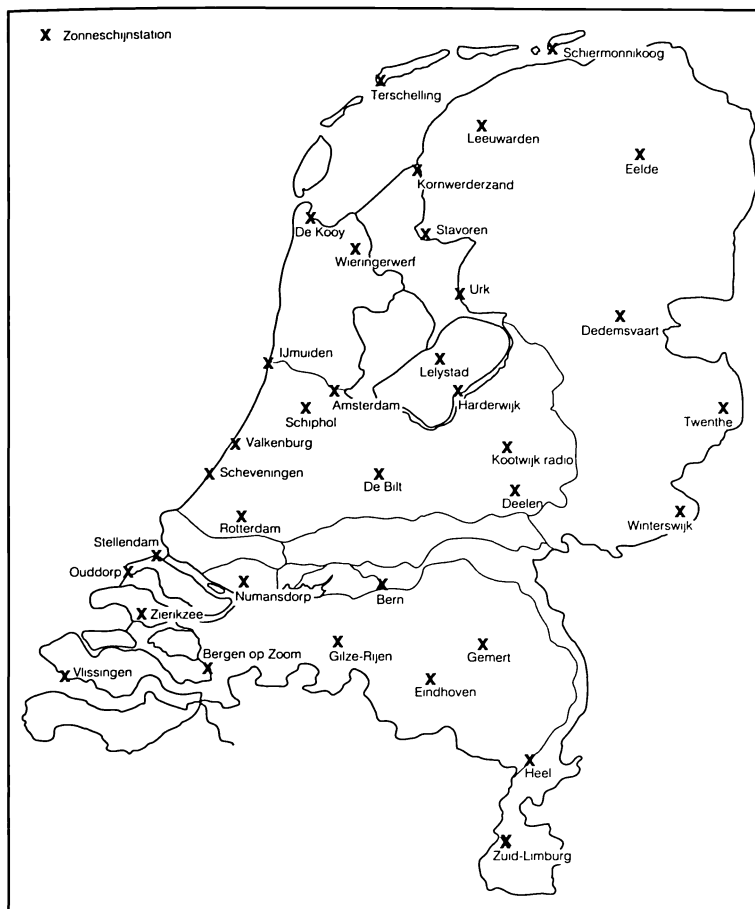 X Zonneschijnstation
Schiermonnikoog
Terschelling
Leeuwarden
Eelde
Kornwerderzand
De Kooy
Stavoren
Wieringerwerf
Urk
Dedemsvaart
IJmuiden
Lelystad
Amsterdam
Harderwijk
Schiphol
Twenthe
Valkenburg
Kootwijk radio
Scheveningen
De Bilt
Deelen
Winterswijk
Rotterdam
Stellendam
Ouddorp
Numansdorp
Bern
Zierikzee
Bergen op Zoom
Gilze-Rijen
Gemert
Vlissingen
Eindhoven
Heel
Zuid-Limburg